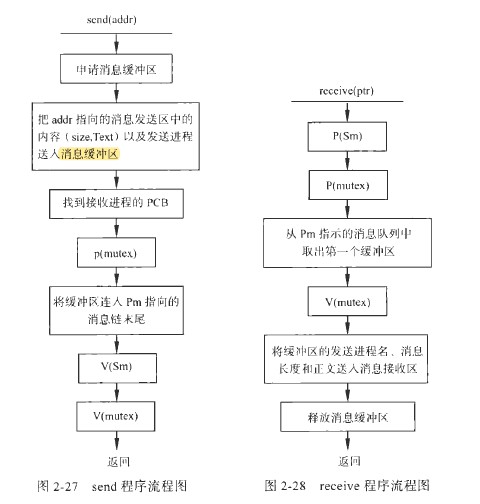 send(addr)
申请消息缓冲区
把 addr 指向的消息发送区中的
内容（size,Text）以及发送进程
送入消息缓冲区
找到接收进程的 PCB
p(mutex)
将缓冲区连入 Pm 指向的
消息链末尾
V(Sm)
V(mutex)
返回
图 2-27 send 程序流程图
receive(ptr)
P(Sm)
P(mutex)
从 Pm 指示的消息队列中
取出第一个缓冲区
V(mutex)
将缓冲区的发送进程名、消息
长度和正文送入消息接收区
释放消息缓冲区
返回
图 2-28 receive 程序流程图